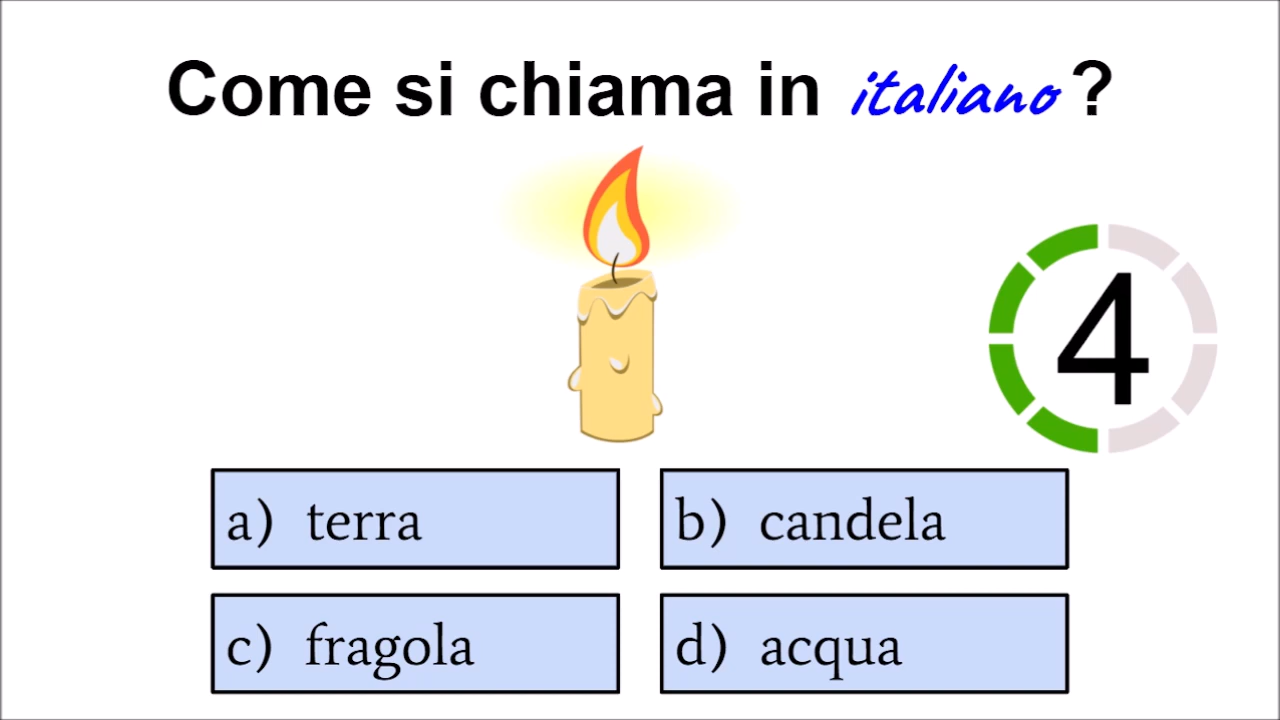 Come si chiama in italiano ?
4
a) terra
b) candela
c) fragola
d) acqua